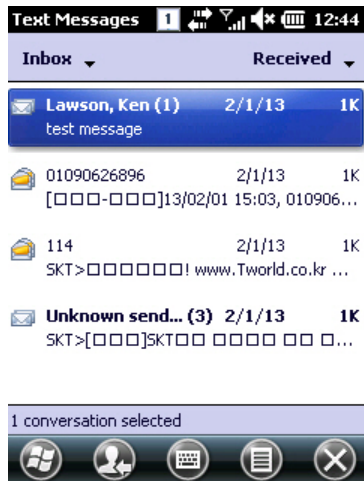 Text Messages 1 12:44
Inbox Received
Lawson, Ken (1) 2/1/13 1K
test message
01090626896 2/1/13 1K
[□□□-□□□]13/02/01 15:03, 010906...
114 2/1/13 1K
SKT>□□□□□□! www.Tworld.co.kr ...
Unknown send... (3) 2/1/13 1K
SKT>[□□□]SKT□□ □□□□ □□ □...
1 conversation selected